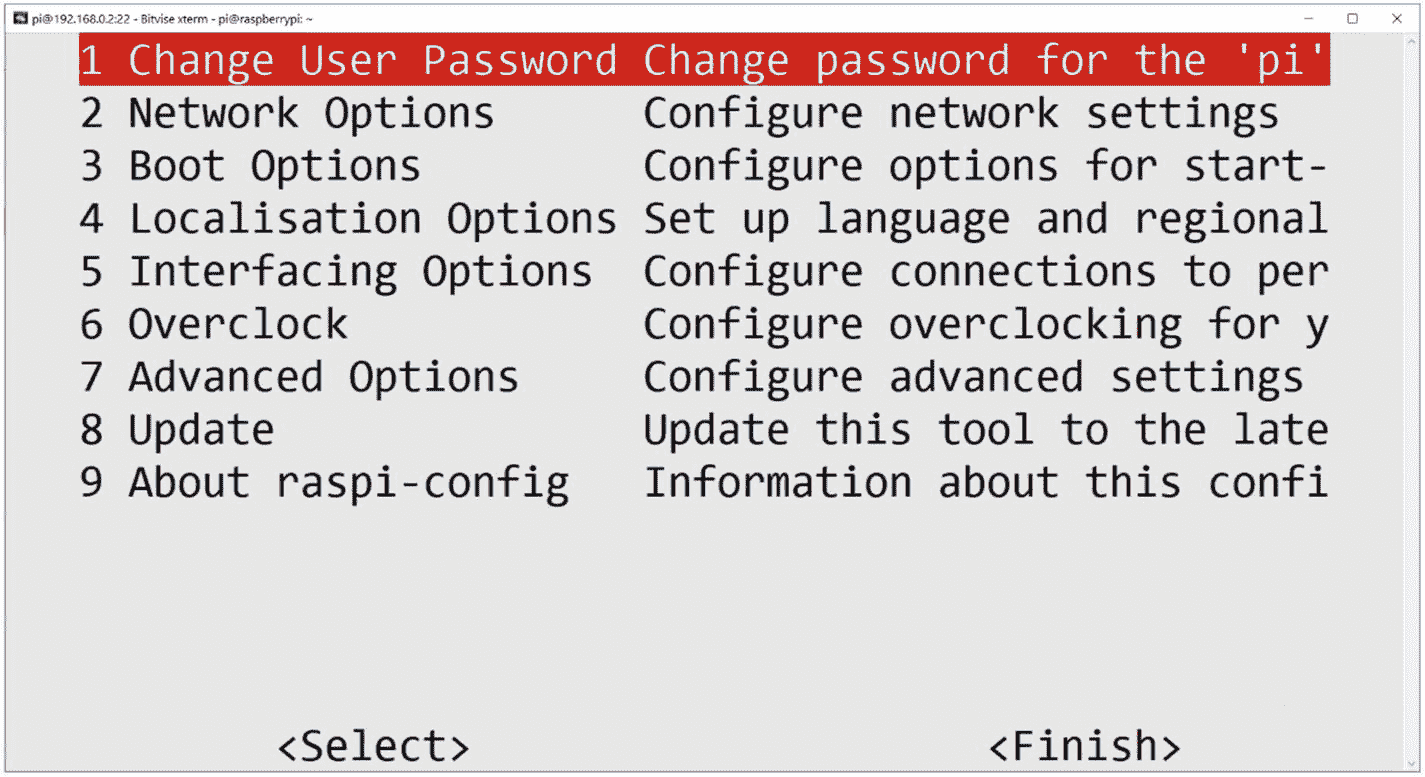 pi@192.168.0.2:22 - Bitvise xterm - pi@raspberrypi: ~
1 Change User Password Change password for the 'pi'
2 Network Options Configure network settings
3 Boot Options Configure options for start-
4 Localisation Options Set up language and regional
5 Interfacing Options Configure connections to per
6 Overclock Configure overclocking for y
7 Advanced Options Configure advanced settings
8 Update Update this tool to the late
9 About raspi-config Information about this confi
<Select> <Finish>